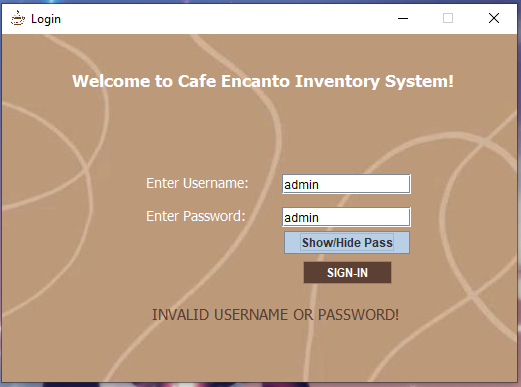 Login
Welcome to Cafe Encanto Inventory System!
Enter Username: admin
Enter Password: admin
Show/Hide Pass
SIGN-IN
INVALID USERNAME OR PASSWORD!